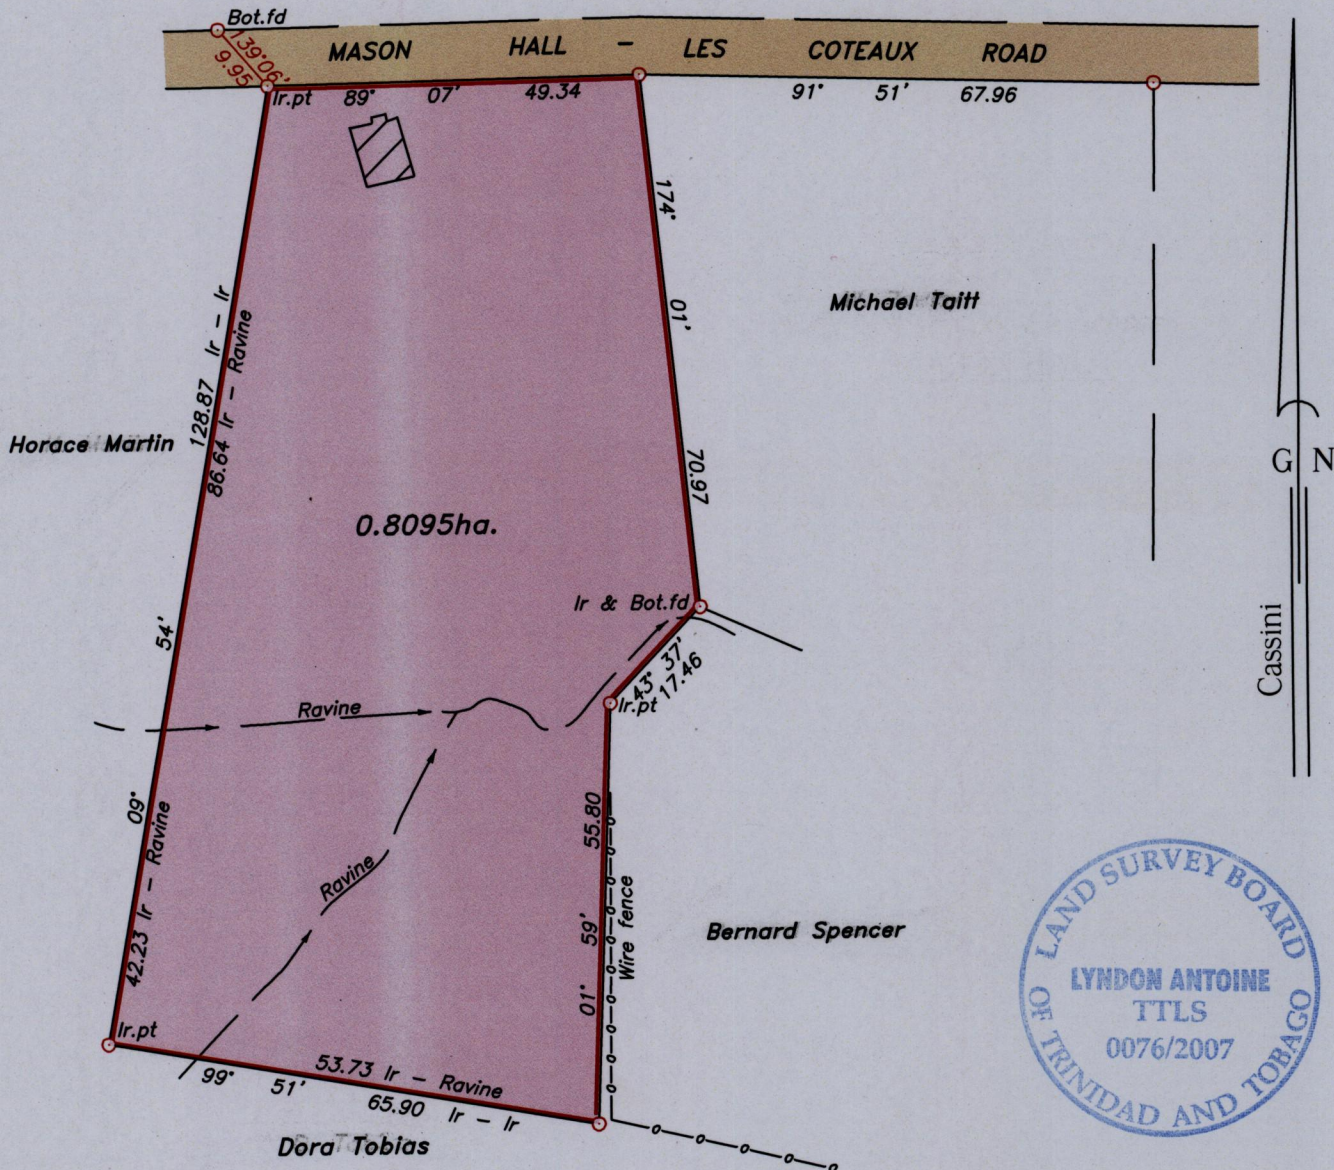 Bot.fd
139°06'
9.95
MASON HALL - LES COTEAUX ROAD
Ir.pt 89° 07' 49.34
91° 51' 67.96
174° 01' 70.97
Michael Taitt
128.87 Ir - Ir
86.64 Ir - Ravine
Horace Martin
G N
0.8095ha.
Ir & Bot.fd
54'
43° 37'
17.46
Cassini
Ir.pt
Ravine
09°
55.80
42.23 Ir - Ravine
Ravine
59'
Wire fence
Bernard Spencer
01°
LAND SURVEY BOARD
OF TRINIDAD AND TOBAGO
LYNDON ANTOINE
TTLS
0076/2007
Ir.pt
53.73 Ir - Ravine
99° 51' 65.90 Ir - Ir
Dora Tobias